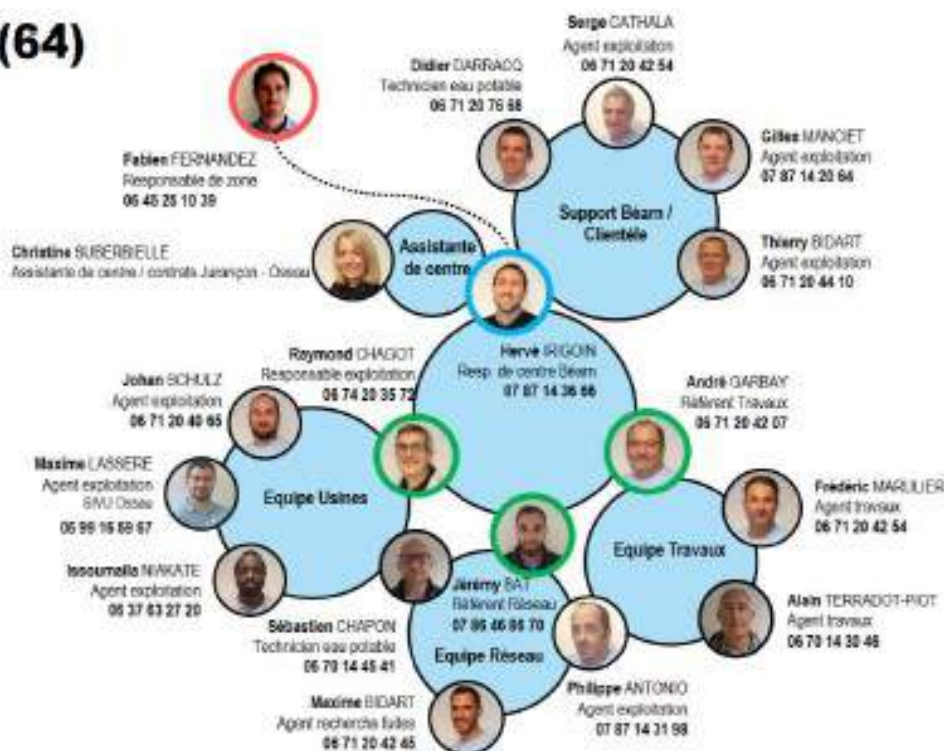 (64)
Serge CATHALA
Agent exploitation
06 71 20 42 54
Didier DARRACQ
Technicien eau potable
06 71 20 76 68
Gilles MANCIET
Agent exploitation
07 87 14 20 64
Fabien FERNANDEZ
Responsable de zone
06 45 25 10 39
Support Béarn /
Clientèle
Christine SUBERBIELLE
Assistante de centre / contrats Jurançon - Ossau
Assistante
de centre
Thierry BIDART
Agent exploitation
06 71 20 44 10
Raymond CHAGOT
Responsable exploitation
06 74 20 35 72
Hervé IRIGOIN
Resp. de centre Béarn
07 87 14 36 66
Johan SCHULZ
Agent exploitation
06 71 20 40 65
André GARBAY
Référent Travaux
06 71 20 42 07
Maxime LASSERE
Agent exploitation
SIVU Ossau
06 99 16 59 67
Equipe Usines
Frédéric MARULIER
Agent travaux
06 71 20 42 54
Equipe Travaux
Issoumaila NIAKATE
Agent exploitation
06 37 63 27 20
Jérémy BAT
Référent Réseau
07 86 46 86 70
Alain TERRADOT-PIOT
Agent travaux
06 70 14 30 46
Sébastien CHAPON
Technicien eau potable
06 70 14 45 41
Equipe Réseau
Philippe ANTONIO
Agent exploitation
07 87 14 31 98
Maxime BIDART
Agent recherche fuites
06 71 20 42 45